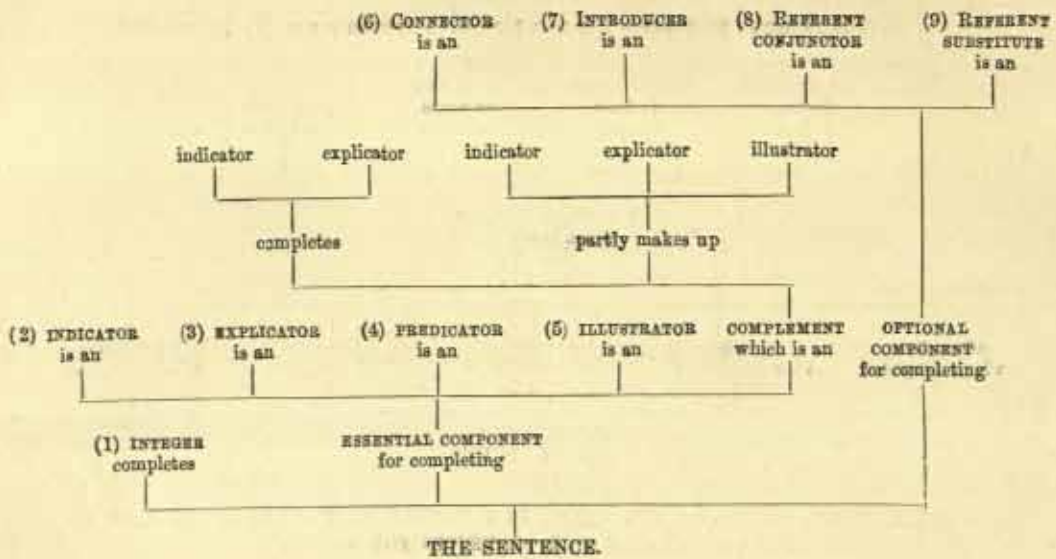 (6) CONNECTOR (7) INTRODUCER (8) REFERENT (9) REFERENT
is an is an CONJUNCTOR SUBSTITUTE
is an is an
indicator explicator indicator explicator illustrator
completes partly makes up
(2) INDICATOR (3) EXPLICATOR (4) PREDICATOR (5) ILLUSTRATOR COMPLEMENT OPTIONAL
is an is an is an is an which is an COMPONENT
for completing
(1) INTEGER ESSENTIAL COMPONENT
completes for completing
THE SENTENCE.